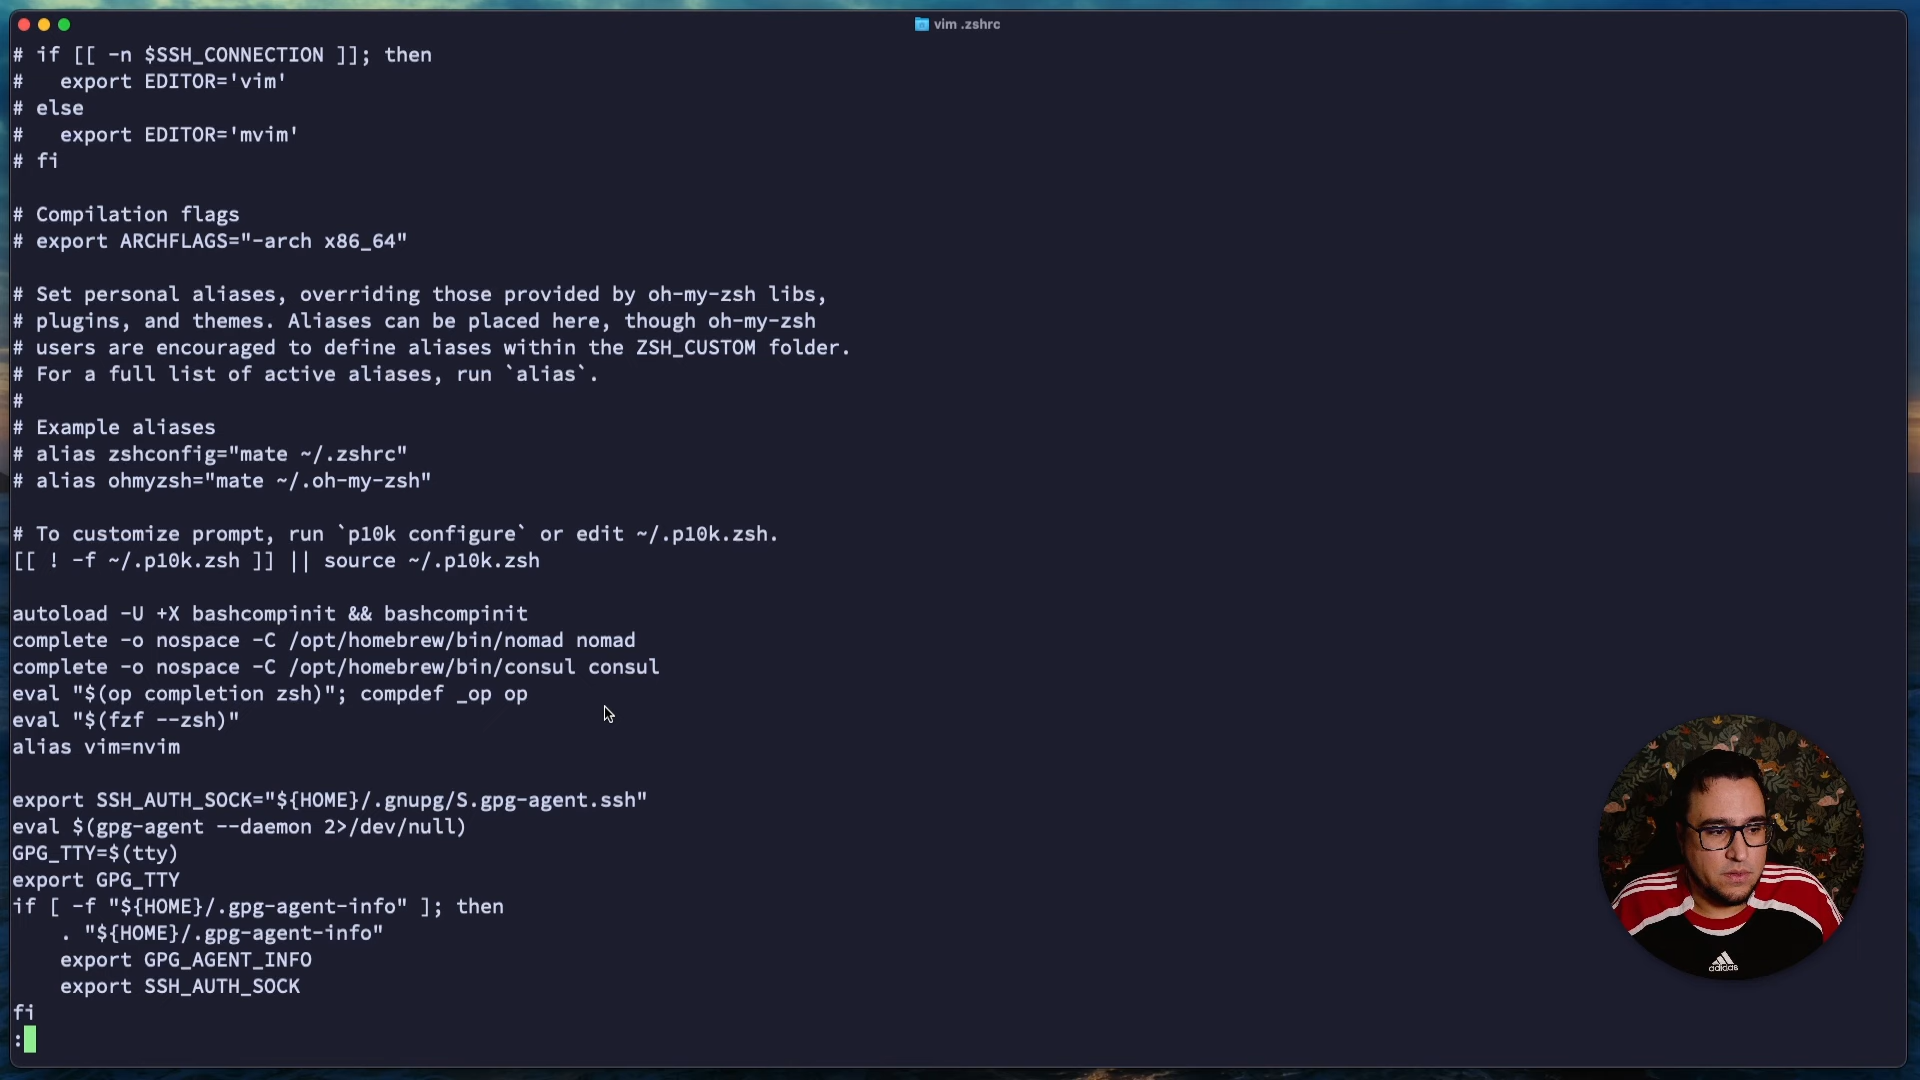 vim .zshrc
# if [[ -n $SSH_CONNECTION ]]; then
#   export EDITOR='vim'
# else
#   export EDITOR='mvim'
# fi
# Compilation flags
# export ARCHFLAGS="-arch x86_64"
# Set personal aliases, overriding those provided by oh-my-zsh libs,
# plugins, and themes. Aliases can be placed here, though oh-my-zsh
# users are encouraged to define aliases within the ZSH_CUSTOM folder.
# For a full list of active aliases, run `alias`.
#
# Example aliases
# alias zshconfig="mate ~/.zshrc"
# alias ohmyzsh="mate ~/.oh-my-zsh"
# To customize prompt, run `p10k configure` or edit ~/.p10k.zsh.
[[ ! -f ~/.p10k.zsh ]] || source ~/.p10k.zsh
autoload -U +X bashcompinit && bashcompinit
complete -o nospace -C /opt/homebrew/bin/nomad nomad
complete -o nospace -C /opt/homebrew/bin/consul consul
eval "$(op completion zsh)"; compdef _op op
eval "$(fzf --zsh)"
alias vim=nvim
export SSH_AUTH_SOCK="${HOME}/.gnupg/S.gpg-agent.ssh"
eval $(gpg-agent --daemon 2>/dev/null)
GPG_TTY=$(tty)
export GPG_TTY
if [ -f "${HOME}/.gpg-agent-info" ]; then
    . "${HOME}/.gpg-agent-info"
    export GPG_AGENT_INFO
    export SSH_AUTH_SOCK
fi
:
adidas